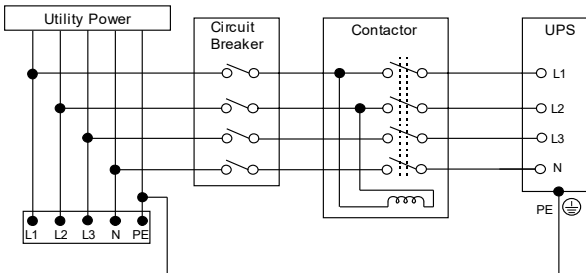 Utility Power
Circuit
Breaker
Contactor
UPS
L1
L2
L3
N
L1 L2 L3 N PE
PE